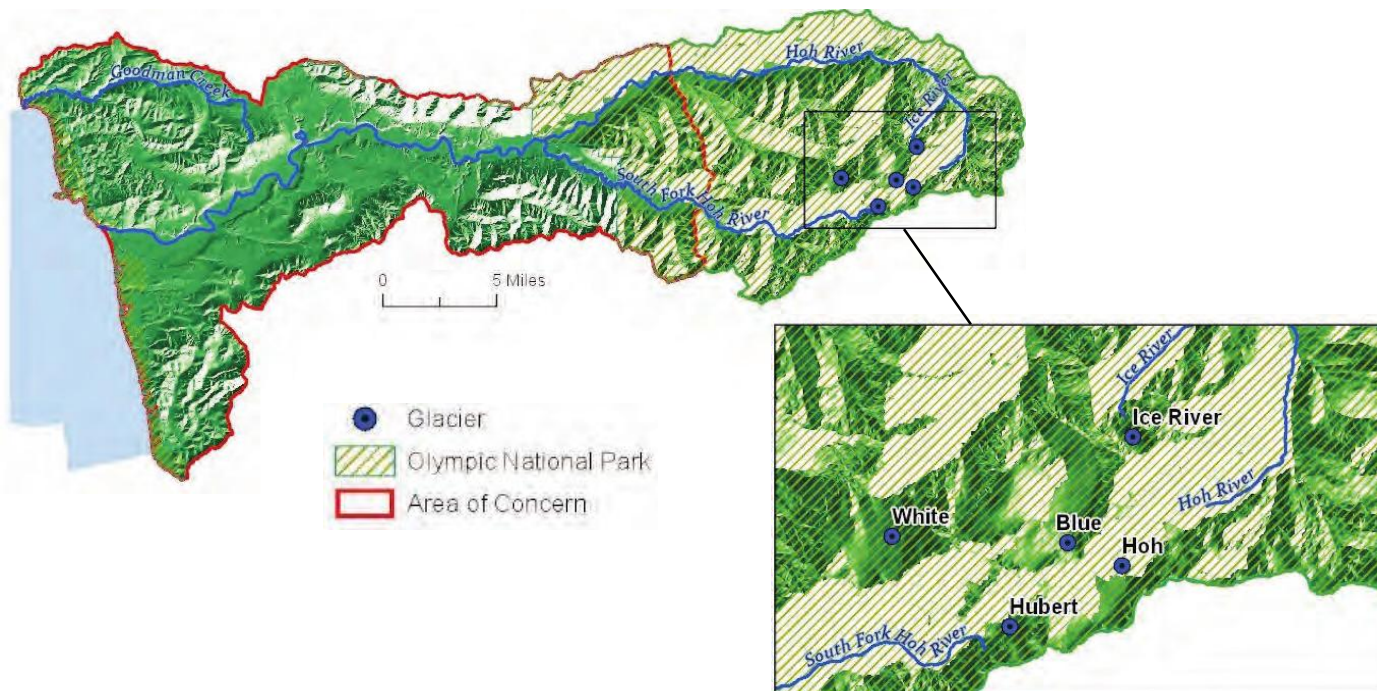 Goodman Creek
Hoh River
Ice River
South Fork Hoh River
0 5 Miles
Glacier
Olympic National Park
Area of Concern
Ice River
Ice River
Hoh River
White
Blue
Hoh
Hubert
South Fork Hoh River